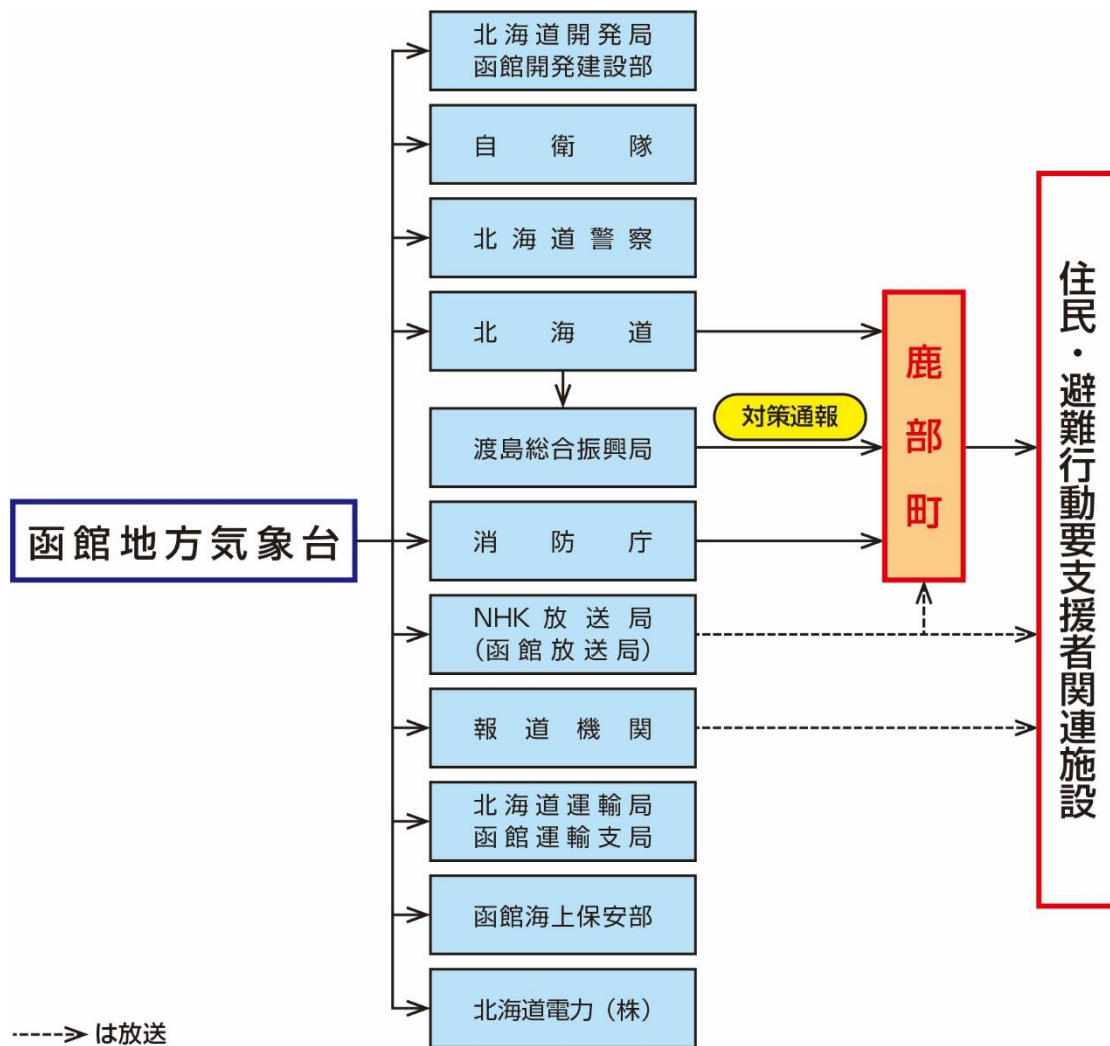 北海道開発局
函館開発建設部
自衛隊
北海道警察
北海道
渡島総合振興局
対策通報
鹿部町
住民・避難行動要支援者関連施設
函館地方気象台
消防庁
NHK放送局
(函館放送局)
報道機関
北海道運輸局
函館運輸支局
函館海上保安部
北海道電力(株)
は放送